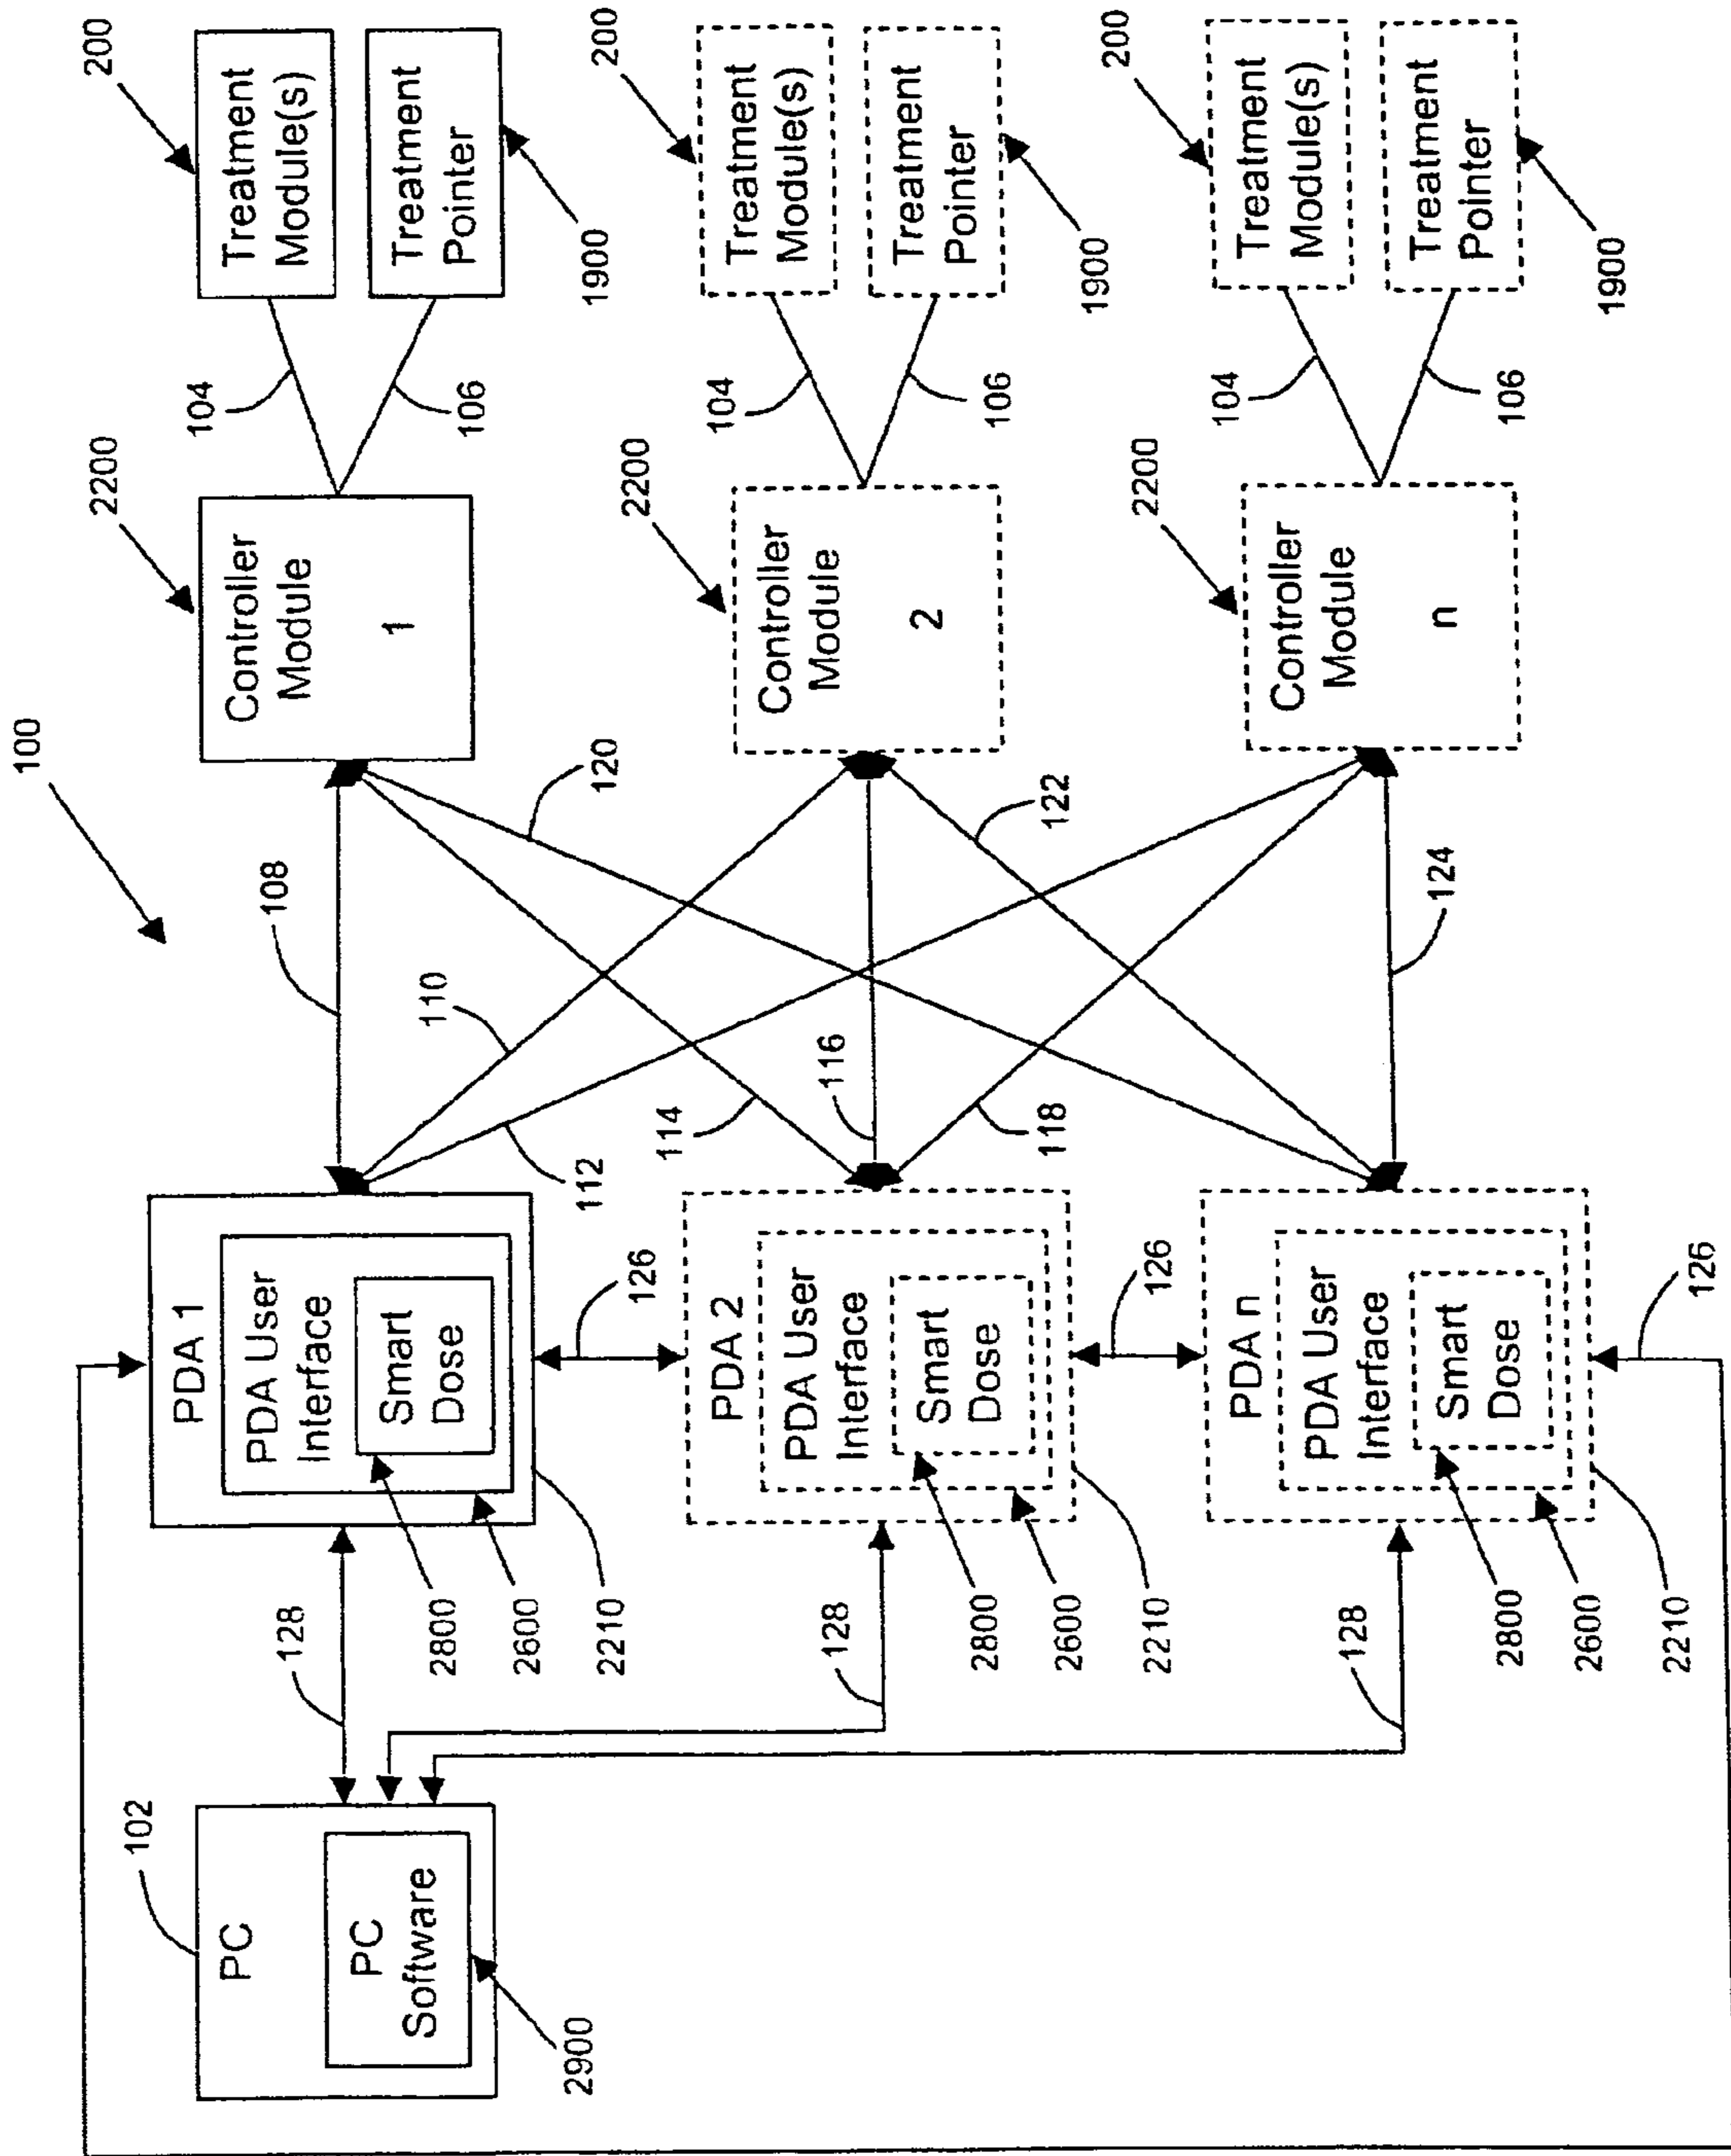 100
102
PC
PC
Software
2900
128
128
128
PDA 1
PDA User
Interface
Smart
Dose
2800
2600
2210
126
PDA 2
PDA User
Interface
Smart
Dose
2800
2600
2210
126
PDA n
PDA User
Interface
Smart
Dose
2800
2600
2210
126
108
110
112
114
116
118
120
122
124
2200
Controller
Module
1
2200
Controller
Module
2
2200
Controller
Module
n
104
106
200
Treatment
Module(s)
Treatment
Pointer
1900
104
106
200
Treatment
Module(s)
Treatment
Pointer
1900
104
106
200
Treatment
Module(s)
Treatment
Pointer
1900